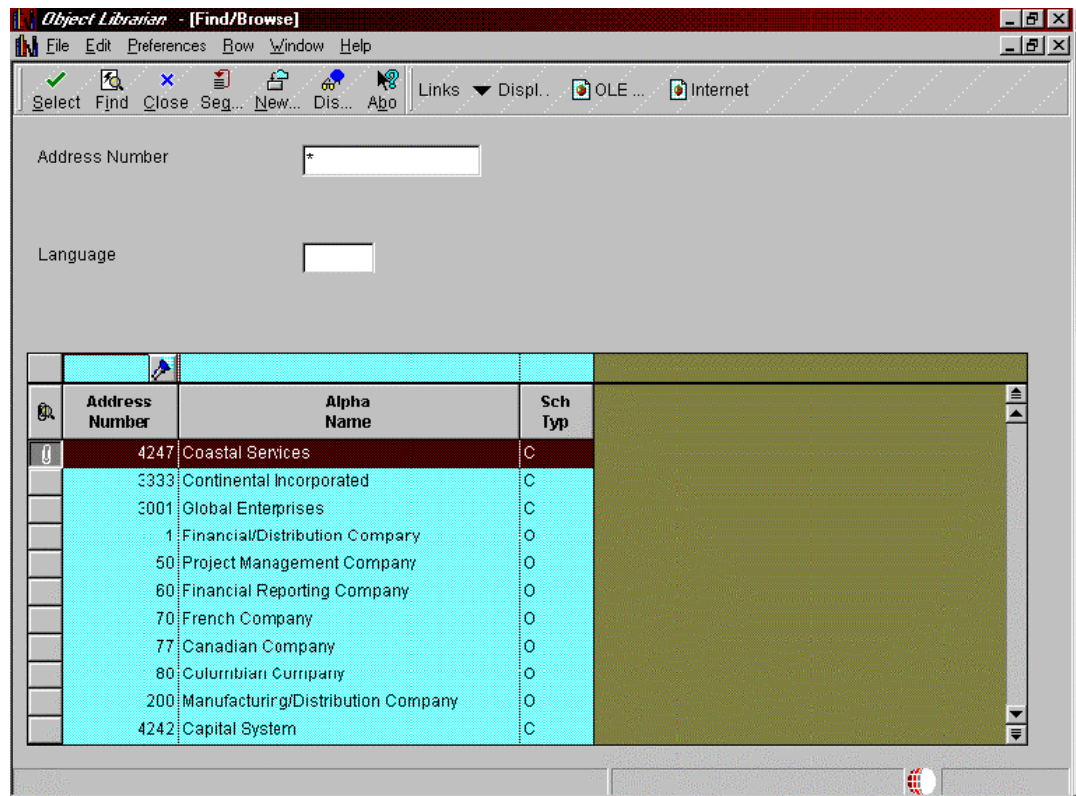 Object Librarian - [Find/Browse]
File Edit Preferences Row Window Help
Select Find Close Seq... New... Dis... Abo Links Displ.. OLE ... Internet
Address Number *
Language
Address Number Alpha Name Sch Typ
4247 Coastal Services C
3333 Continental Incorporated C
3001 Global Enterprises C
1 Financial/Distribution Company O
50 Project Management Company O
60 Financial Reporting Company O
70 French Company O
77 Canadian Company O
80 Columbian Company O
200 Manufacturing/Distribution Company O
4242 Capital System C